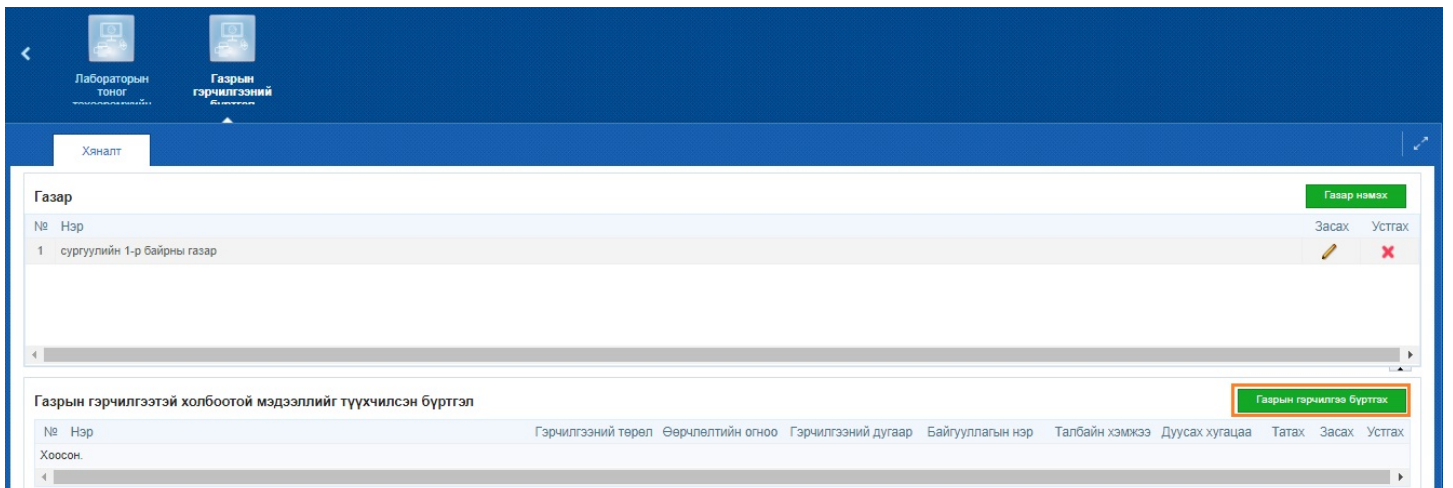 Лабораторын
тоног
Газрын
гэрчилгээний
бүртгэл
Хяналт
Газар
Газар нэмэх
№ Нэр Засах Устгах
1 сургуулийн 1-р байрны газар
Газрын гэрчилгээтэй холбоотой мэдээллийг түүхчилсэн бүртгэл
Газрын гэрчилгээ бүртгэх
№ Нэр Гэрчилгээний төрөл Өөрчлөлтийн огноо Гэрчилгээний дугаар Байгууллагын нэр Талбайн хэмжээ Дуусах хугацаа Татах Засах Устгах
Хоосон.